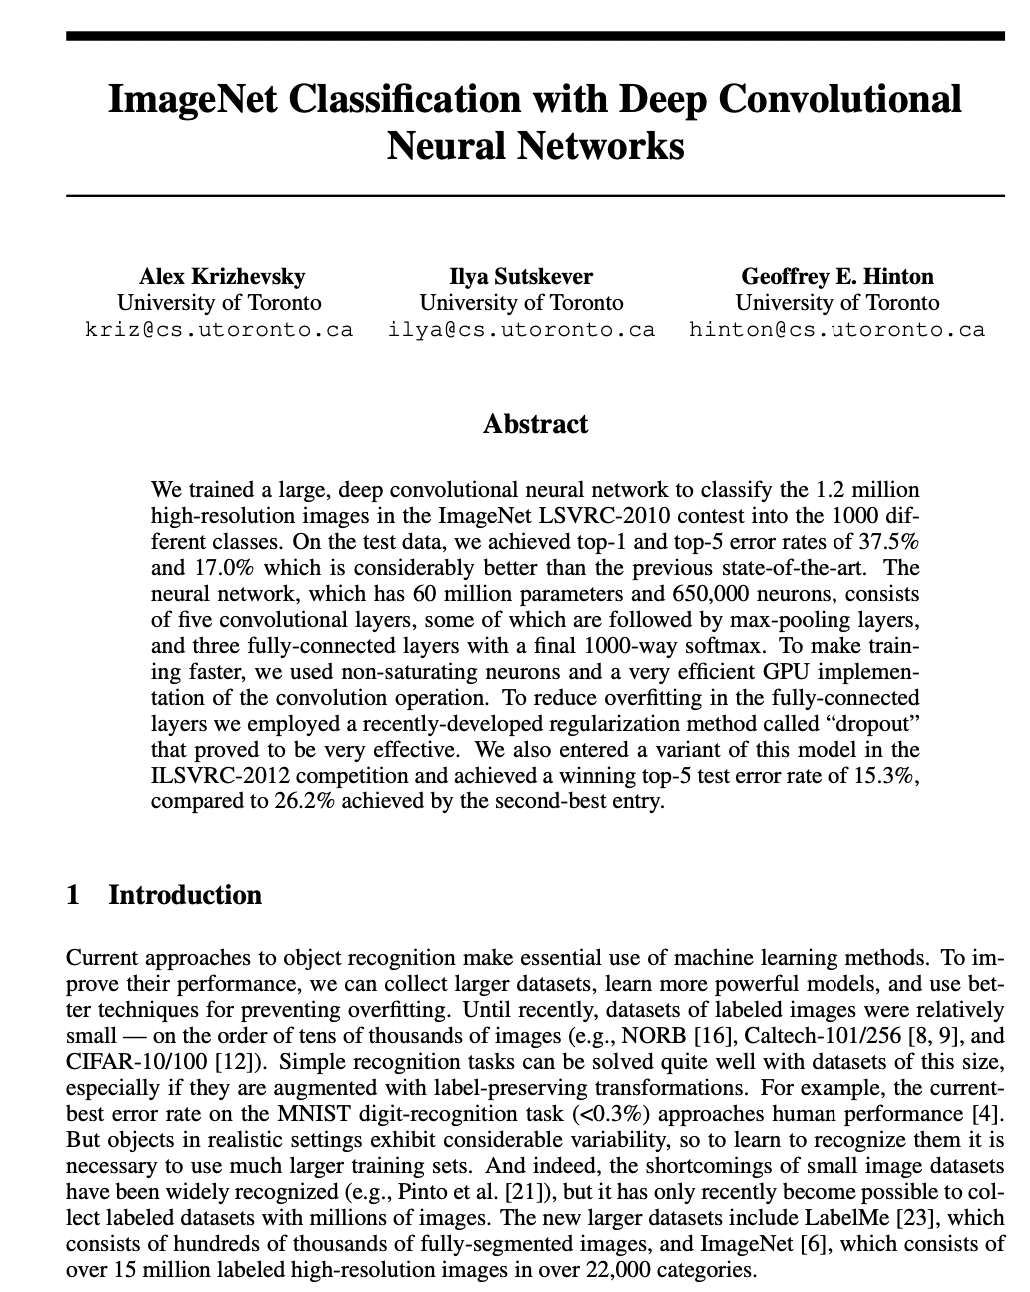 ImageNet Classification with Deep Convolutional
Neural Networks
Alex Krizhevsky
University of Toronto
kriz@cs.utoronto.ca
Ilya Sutskever
University of Toronto
ilya@cs.utoronto.ca
Geoffrey E. Hinton
University of Toronto
hinton@cs.utoronto.ca
Abstract
We trained a large, deep convolutional neural network to classify the 1.2 million
high-resolution images in the ImageNet LSVRC-2010 contest into the 1000 dif-
ferent classes. On the test data, we achieved top-1 and top-5 error rates of 37.5%
and 17.0% which is considerably better than the previous state-of-the-art. The
neural network, which has 60 million parameters and 650,000 neurons, consists
of five convolutional layers, some of which are followed by max-pooling layers,
and three fully-connected layers with a final 1000-way softmax. To make train-
ing faster, we used non-saturating neurons and a very efficient GPU implemen-
tation of the convolution operation. To reduce overfitting in the fully-connected
layers we employed a recently-developed regularization method called “dropout”
that proved to be very effective. We also entered a variant of this model in the
ILSVRC-2012 competition and achieved a winning top-5 test error rate of 15.3%,
compared to 26.2% achieved by the second-best entry.
1 Introduction
Current approaches to object recognition make essential use of machine learning methods. To im-
prove their performance, we can collect larger datasets, learn more powerful models, and use bet-
ter techniques for preventing overfitting. Until recently, datasets of labeled images were relatively
small — on the order of tens of thousands of images (e.g., NORB [16], Caltech-101/256 [8, 9], and
CIFAR-10/100 [12]). Simple recognition tasks can be solved quite well with datasets of this size,
especially if they are augmented with label-preserving transformations. For example, the current-
best error rate on the MNIST digit-recognition task (<0.3%) approaches human performance [4].
But objects in realistic settings exhibit considerable variability, so to learn to recognize them it is
necessary to use much larger training sets. And indeed, the shortcomings of small image datasets
have been widely recognized (e.g., Pinto et al. [21]), but it has only recently become possible to col-
lect labeled datasets with millions of images. The new larger datasets include LabelMe [23], which
consists of hundreds of thousands of fully-segmented images, and ImageNet [6], which consists of
over 15 million labeled high-resolution images in over 22,000 categories.